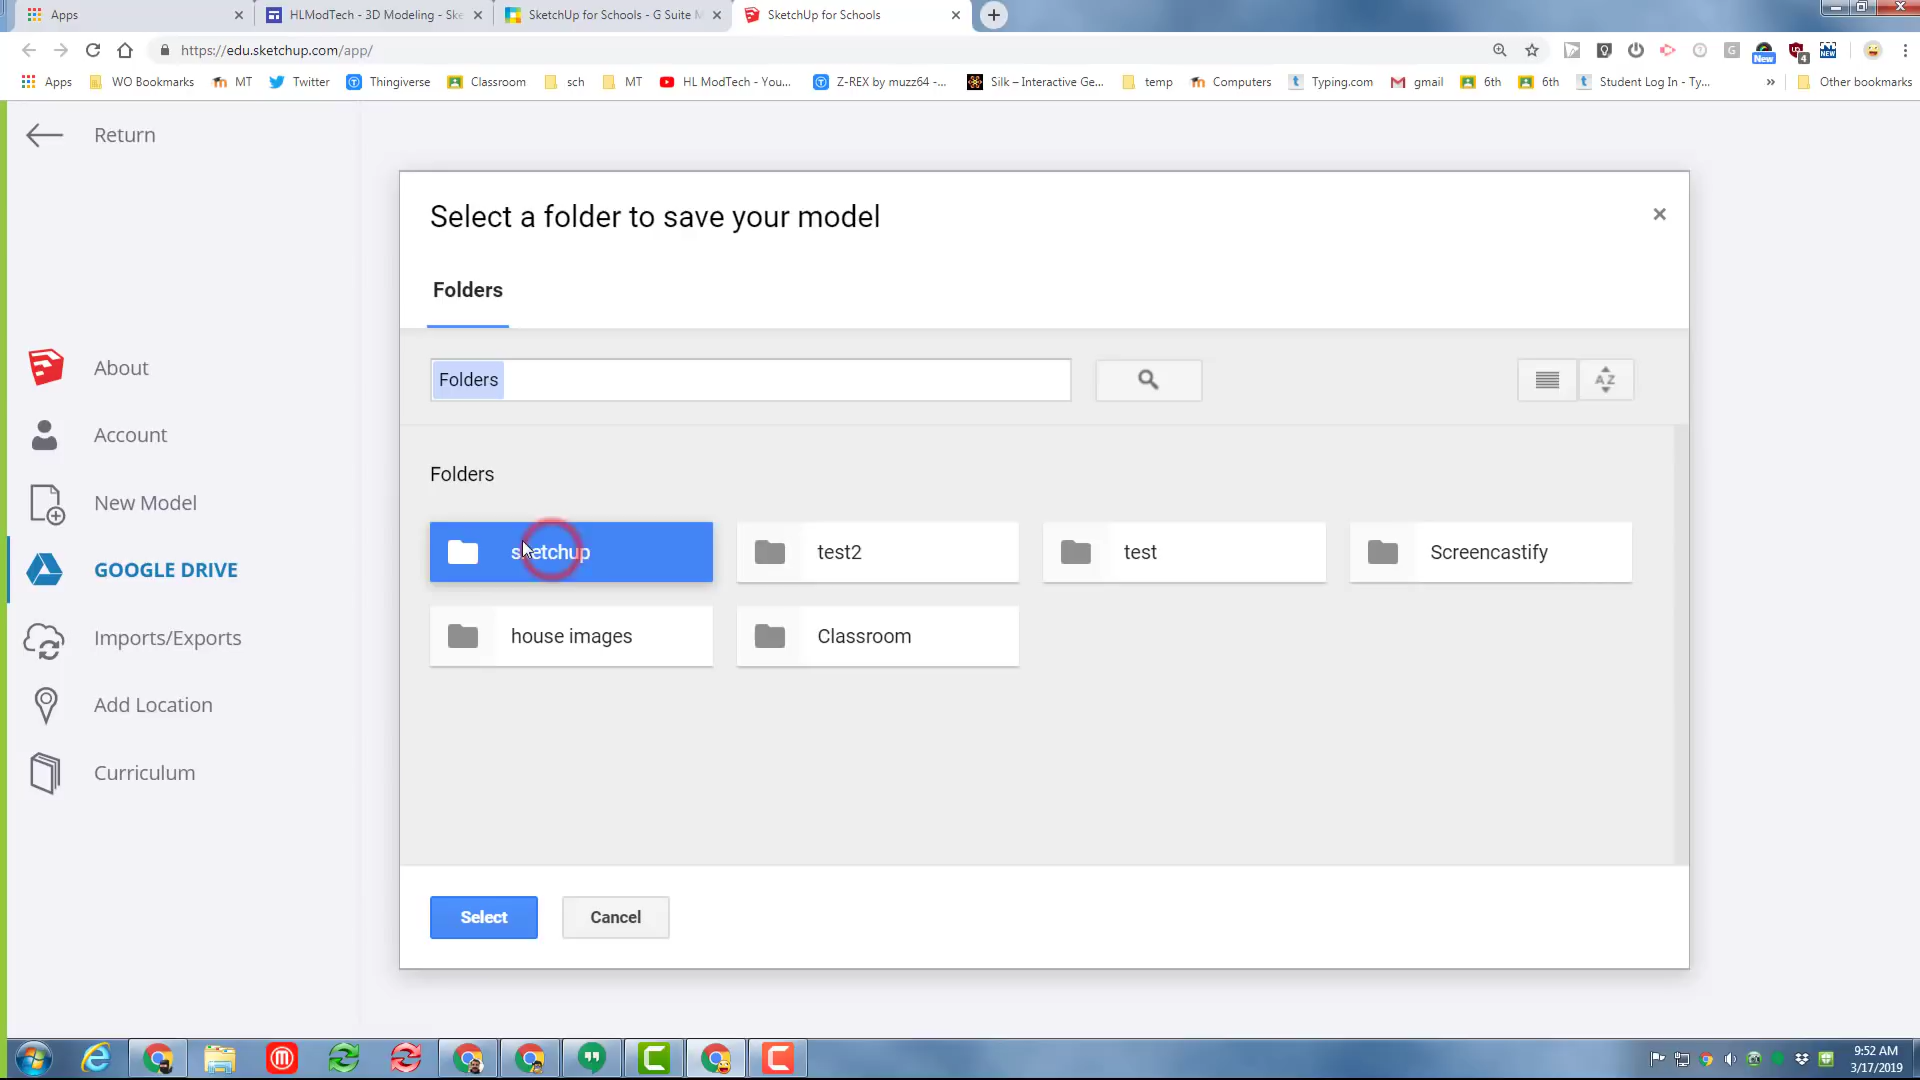 Apps
HLModTech - 3D Modeling - Ske
SketchUp for Schools - G Suite M
SketchUp for Schools
https://edu.sketchup.com/app/
New
4
NEW
Apps
WO Bookmarks
MT
Twitter
Thingiverse
Classroom
sch
MT
HL ModTech - You...
Z-REX by muzz64 -...
Silk – Interactive Ge...
temp
Computers
Typing.com
gmail
6th
6th
Student Log In - Ty...
»
Other bookmarks
Return
Select a folder to save your model
Folders
Folders
AZ
Folders
sketchup
test2
test
Screencastify
house images
Classroom
Select
Cancel
About
Account
New Model
GOOGLE DRIVE
Imports/Exports
Add Location
Curriculum
9:52 AM
3/17/2019